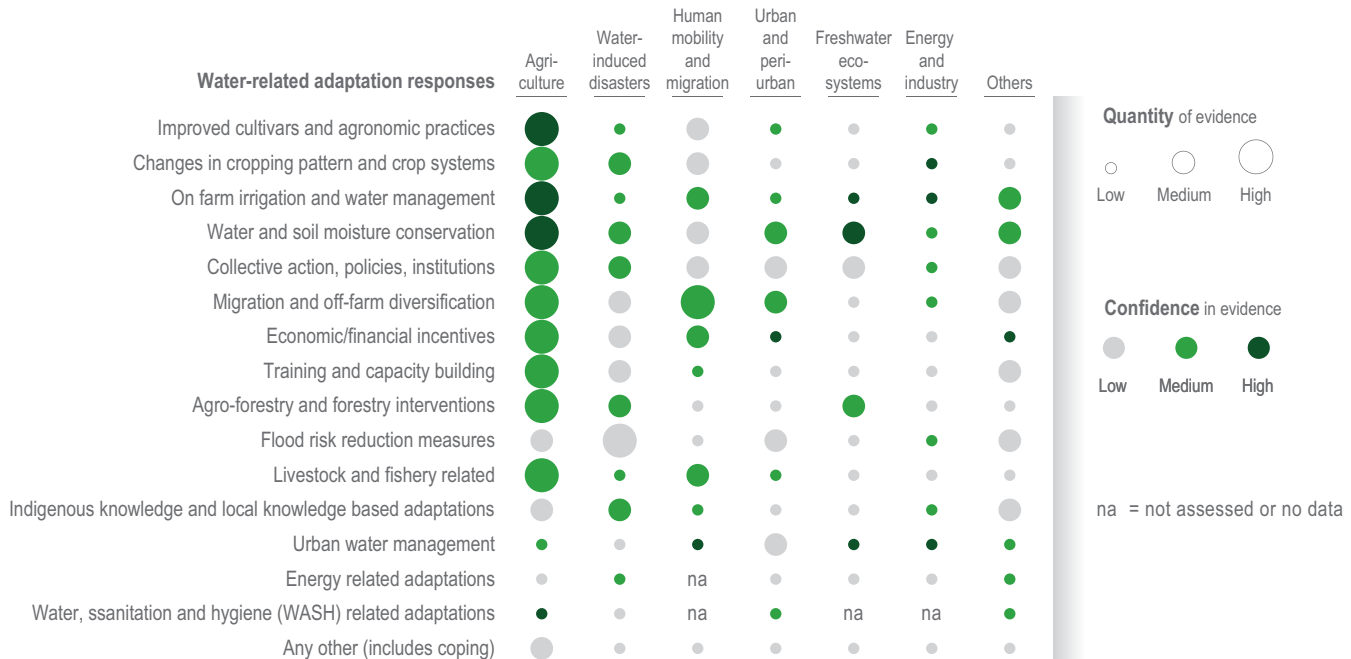 Water-related adaptation responses
Agri-
culture
Water-
induced
disasters
Human
mobility
and
migration
Urban
and
peri-
urban
Freshwater
eco-
systems
Energy
and
industry
Others
Improved cultivars and agronomic practices
Changes in cropping pattern and crop systems
On farm irrigation and water management
Water and soil moisture conservation
Collective action, policies, institutions
Migration and off-farm diversification
Economic/financial incentives
Training and capacity building
Agro-forestry and forestry interventions
Flood risk reduction measures
Livestock and fishery related
Indigenous knowledge and local knowledge based adaptations
Urban water management
Energy related adaptations na
Water, ssanitation and hygiene (WASH) related adaptations na na na
Any other (includes coping)
Quantity of evidence
Low Medium High
Confidence in evidence
Low Medium High
na = not assessed or no data